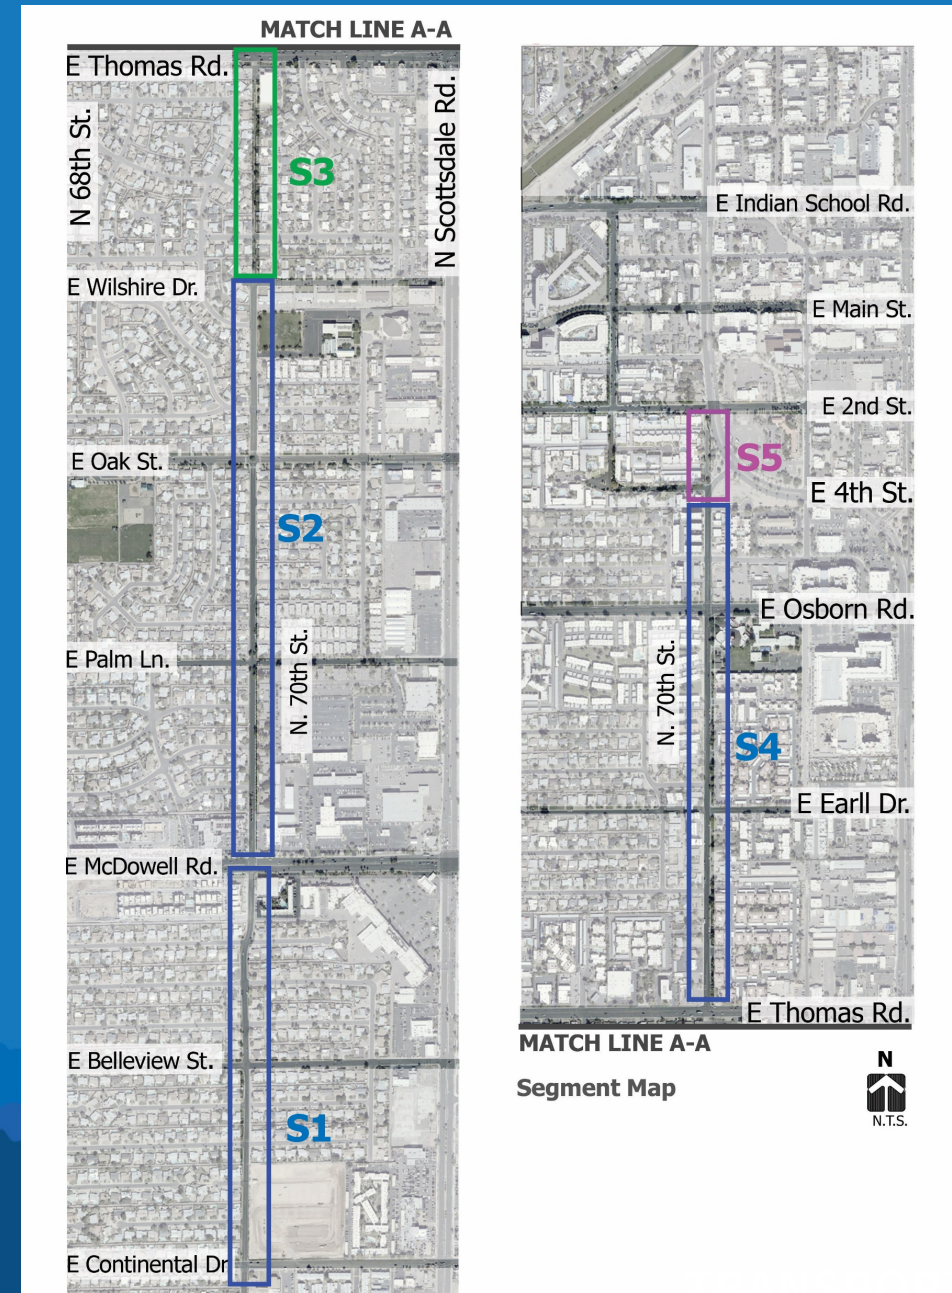 MATCH LINE A-A
E Thomas Rd.
N 68th St.
N Scottsdale Rd.
S3
E Wilshire Dr.
E Oak St.
S2
E Palm Ln.
N. 70th St.
E McDowell Rd.
E Belleview St.
S1
E Continental Dr
E Indian School Rd.
E Main St.
E 2nd St.
S5
E 4th St.
E Osborn Rd.
N. 70th St.
S4
E Earll Dr.
E Thomas Rd.
MATCH LINE A-A
Segment Map
N
N.T.S.